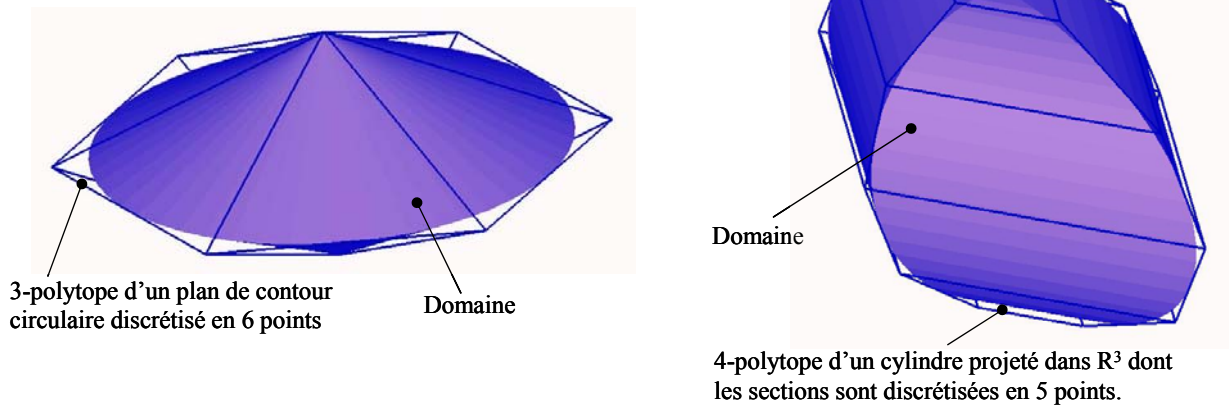 3-polytope d’un plan de contour
circulaire discrétisé en 6 points
Domaine
Domaine
4-polytope d’un cylindre projeté dans R³ dont
les sections sont discrétisées en 5 points.